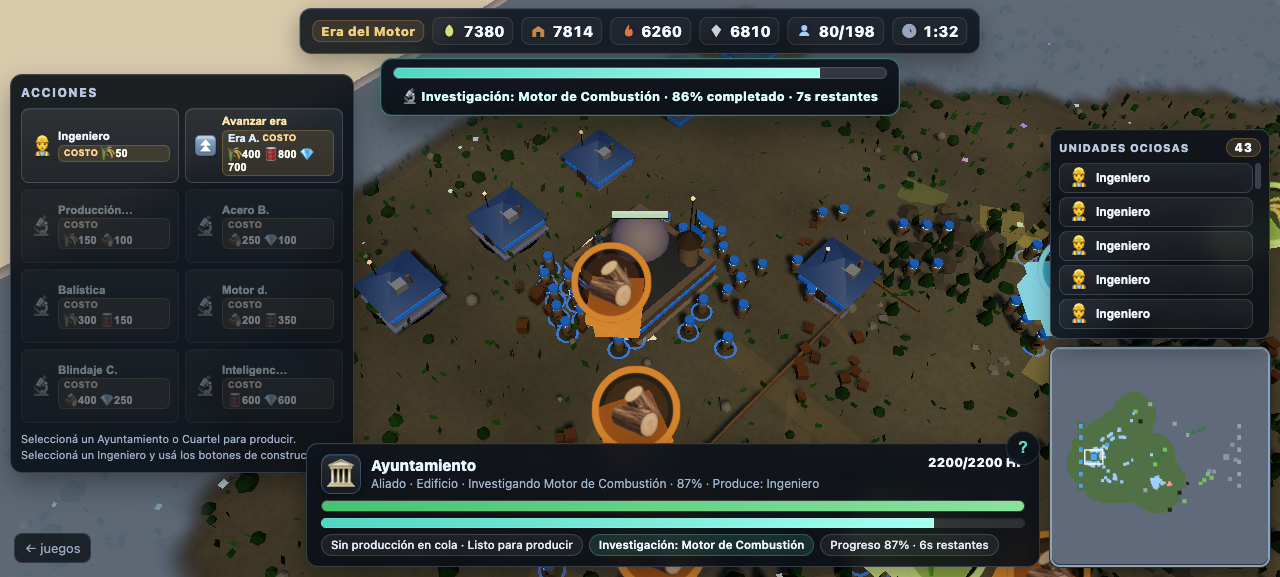 Era del Motor
7380
7814
6260
6810
80/198
1:32
Investigación: Motor de Combustión · 86% completado · 7s restantes
ACCIONES
Ingeniero
COSTO 50
Avanzar era
Era A. COSTO
400 800
700
Producción...
COSTO
150 100
Acero B.
COSTO
250 100
Balística
COSTO
300 150
Motor d.
COSTO
200 350
Blindaje C.
COSTO
400 250
Inteligenc...
COSTO
600 600
Seleccioná un Ayuntamiento o Cuartel para producir.
Seleccioná un Ingeniero y usá los botones de construc
UNIDADES OCIOSAS 43
Ingeniero
Ingeniero
Ingeniero
Ingeniero
Ingeniero
?
Ayuntamiento
2200/2200
Aliado · Edificio · Investigando Motor de Combustión · 87% · Produce: Ingeniero
Sin producción en cola · Listo para producir
Investigación: Motor de Combustión
Progreso 87% · 6s restantes
← juegos